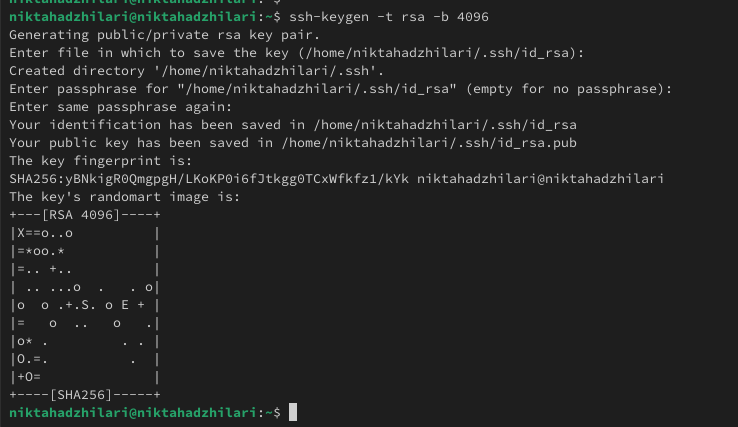 niktahadzhilari@niktahadzhilari:~$ ssh-keygen -t rsa -b 4096
Generating public/private rsa key pair.
Enter file in which to save the key (/home/niktahadzhilari/.ssh/id_rsa):
Created directory '/home/niktahadzhilari/.ssh'.
Enter passphrase for "/home/niktahadzhilari/.ssh/id_rsa" (empty for no passphrase):
Enter same passphrase again:
Your identification has been saved in /home/niktahadzhilari/.ssh/id_rsa
Your public key has been saved in /home/niktahadzhilari/.ssh/id_rsa.pub
The key fingerprint is:
SHA256:yBNkigR0QmgpgH/LKoKP0i6fJtkgg0TCxWfkfz1/kYk niktahadzhilari@niktahadzhilari
The key's randomart image is:
+---[RSA 4096]----+
|X==o..o          |
|=*oo.*           |
|=.. +..          |
| .. ...o  .   . o|
|o  o .+.S. o E + |
|=   o  ..   o   .|
|o* .         . . |
|O.=.          .  |
|+O=              |
+----[SHA256]-----+
niktahadzhilari@niktahadzhilari:~$